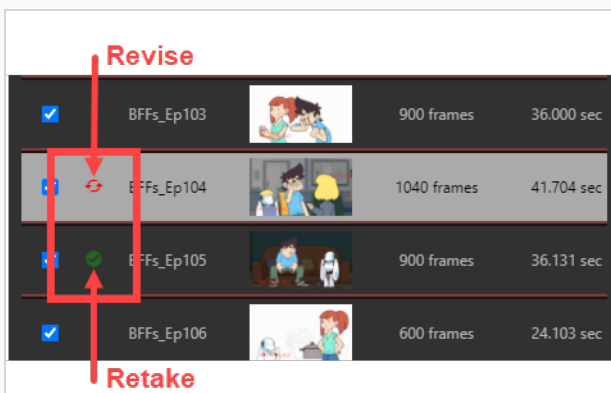 Revise
BFFs_Ep103 900 frames 36.000 sec
BFFs_Ep104 1040 frames 41.704 sec
BFFs_Ep105 900 frames 36.131 sec
BFFs_Ep106 600 frames 24.103 sec
Retake